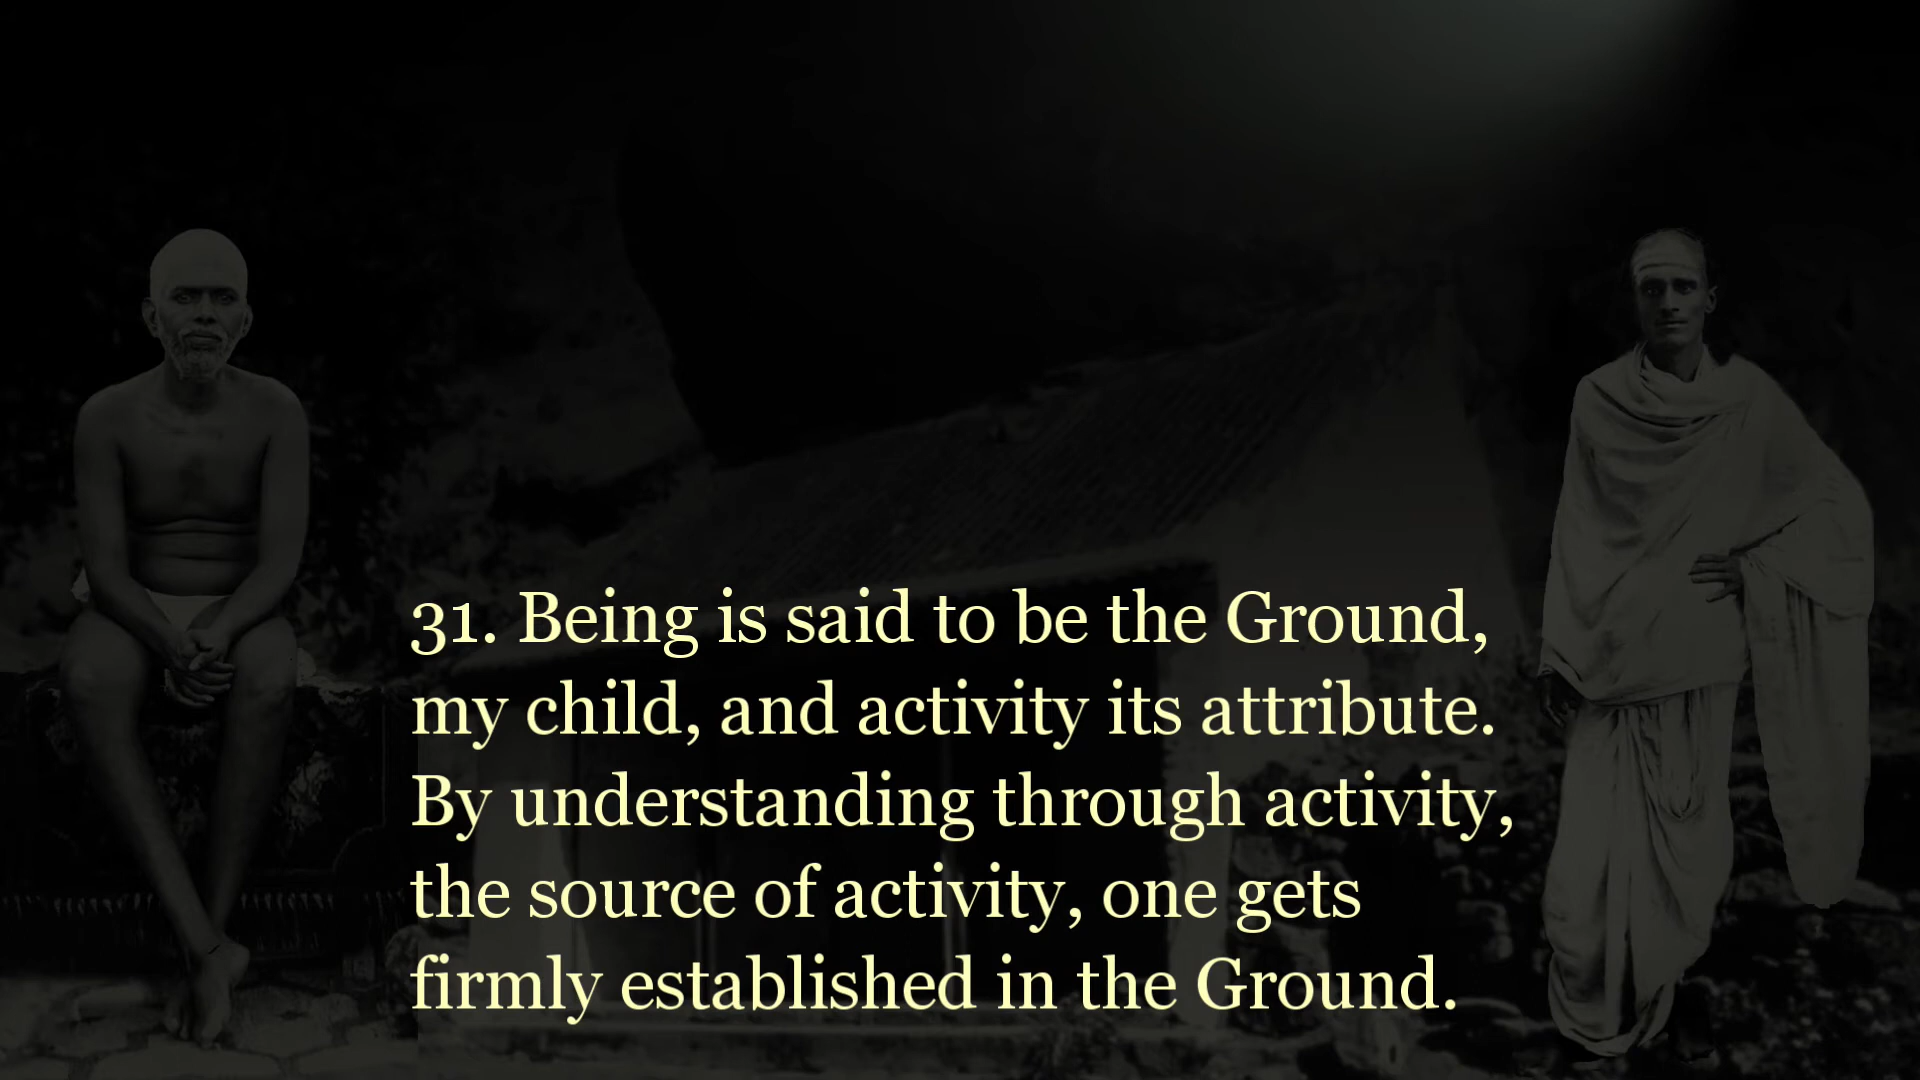 31. Being is said to be the Ground,
my child, and activity its attribute.
By understanding through activity,
the source of activity, one gets
firmly established in the Ground.